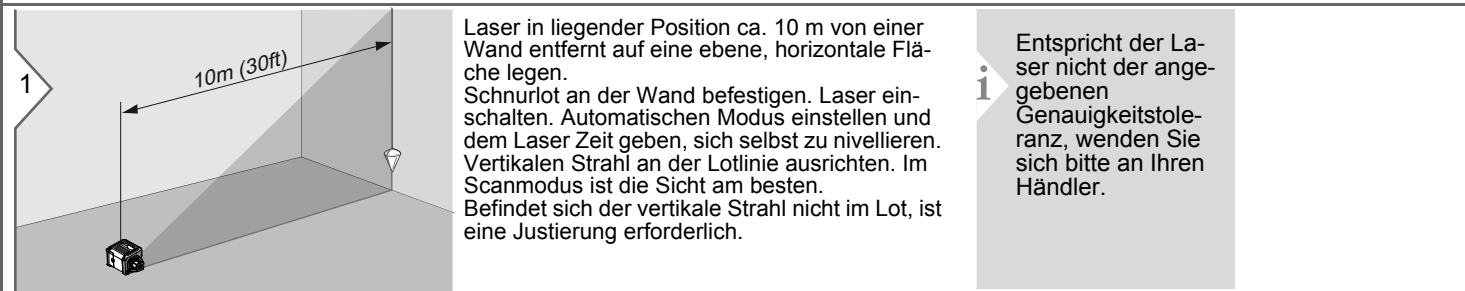 1
10m (30ft)
Laser in liegender Position ca. 10 m von einer
Wand entfernt auf eine ebene, horizontale Flä-
che legen.
Schnurlot an der Wand befestigen. Laser ein-
schalten. Automatischen Modus einstellen und
dem Laser Zeit geben, sich selbst zu nivellieren.
Vertikalen Strahl an der Lotlinie ausrichten. Im
Scanmodus ist die Sicht am besten.
Befindet sich der vertikale Strahl nicht im Lot, ist
eine Justierung erforderlich.
i
Entspricht der La-
ser nicht der ange-
gebenen
Genauigkeitstole-
ranz, wenden Sie
sich bitte an Ihren
Händler.